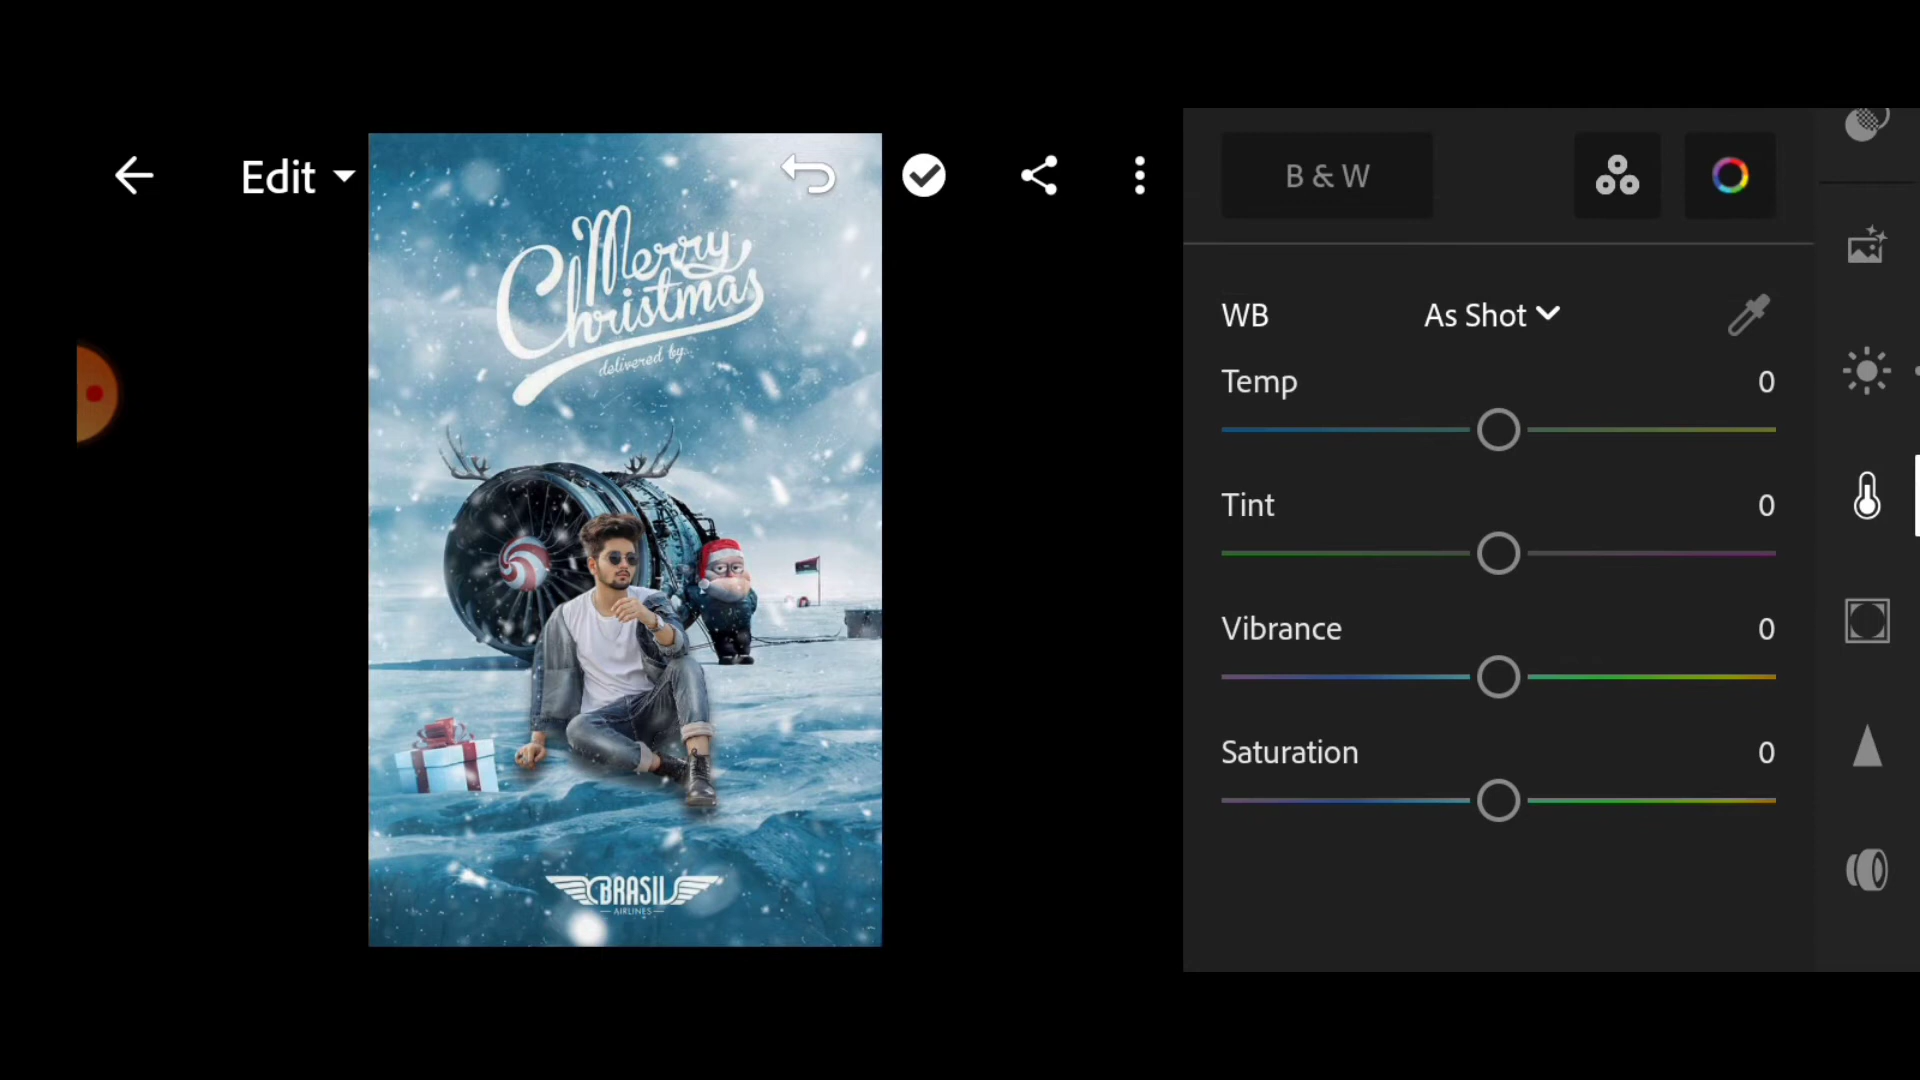 Edit
Merry
Christmas
delivered by...
BRASIL
AIRLINES
B & W
WB
As Shot
Temp
0
Tint
0
Vibrance
0
Saturation
0